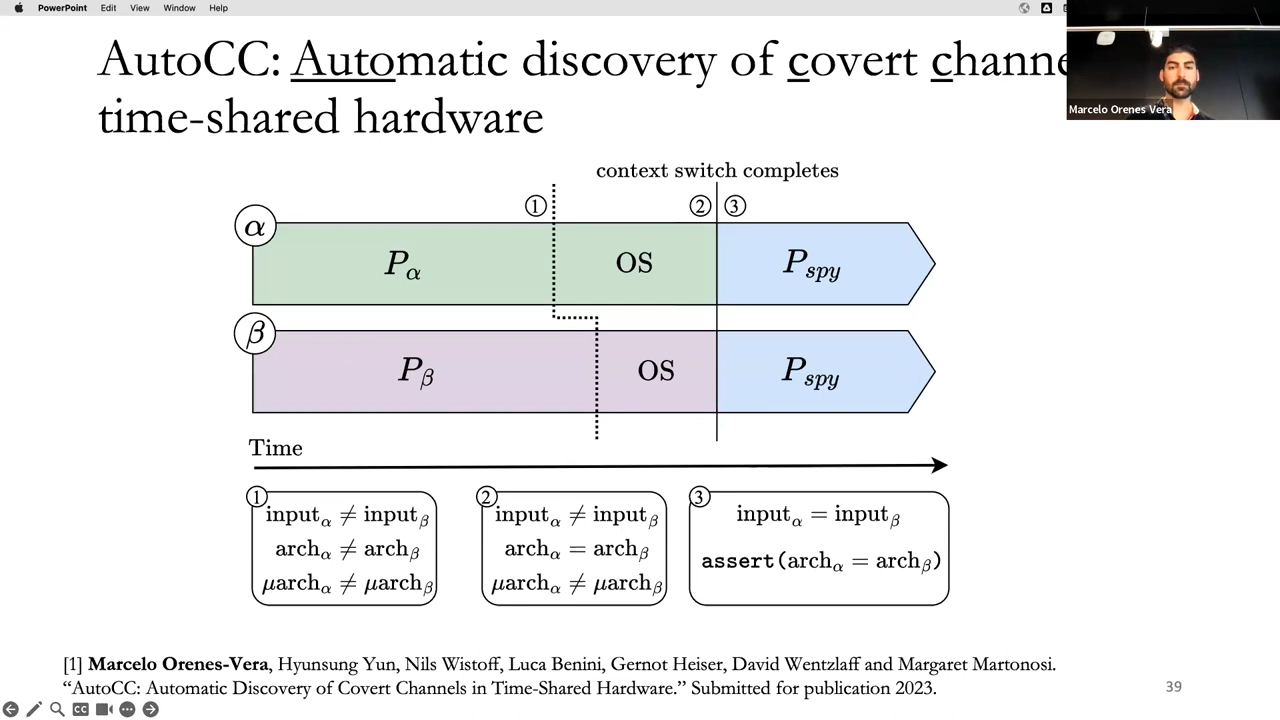 PowerPoint Edit View Window Help
AutoCC: Automatic discovery of covert channe
time-shared hardware
Marcelo Orenes Vera
context switch completes
① ② ③
α
Pα OS Pspy
β
Pβ OS Pspy
Time
① ② ③
inputα ≠ inputβ inputα ≠ inputβ inputα = inputβ
archα ≠ archβ archα = archβ assert(archα = archβ)
μarchα ≠ μarchβ μarchα ≠ μarchβ
[1] Marcelo Orenes-Vera, Hyunsung Yun, Nils Wistoff, Luca Benini, Gernot Heiser, David Wentzlaff and Margaret Martonosi.
“AutoCC: Automatic Discovery of Covert Channels in Time-Shared Hardware.” Submitted for publication 2023.
39
CC